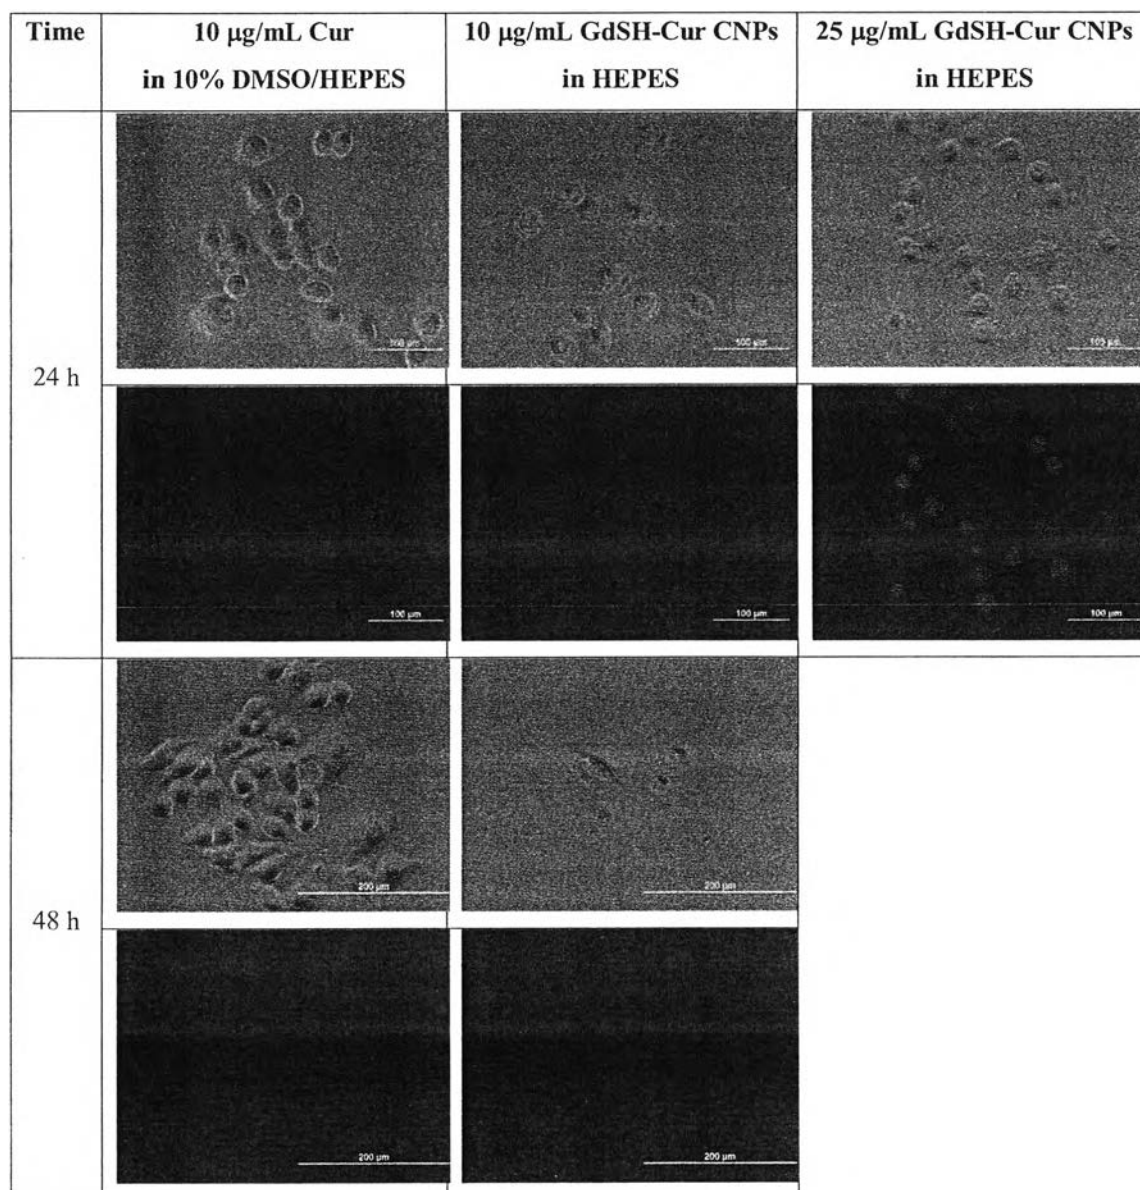 Time
10 µg/mL Cur
in 10% DMSO/HEPES
10 µg/mL GdSH-Cur CNPs
in HEPES
25 µg/mL GdSH-Cur CNPs
in HEPES
24 h
100 µm
100 µm
100 µm
100 µm
100 µm
100 µm
48 h
200 µm
200 µm
200 µm
200 µm